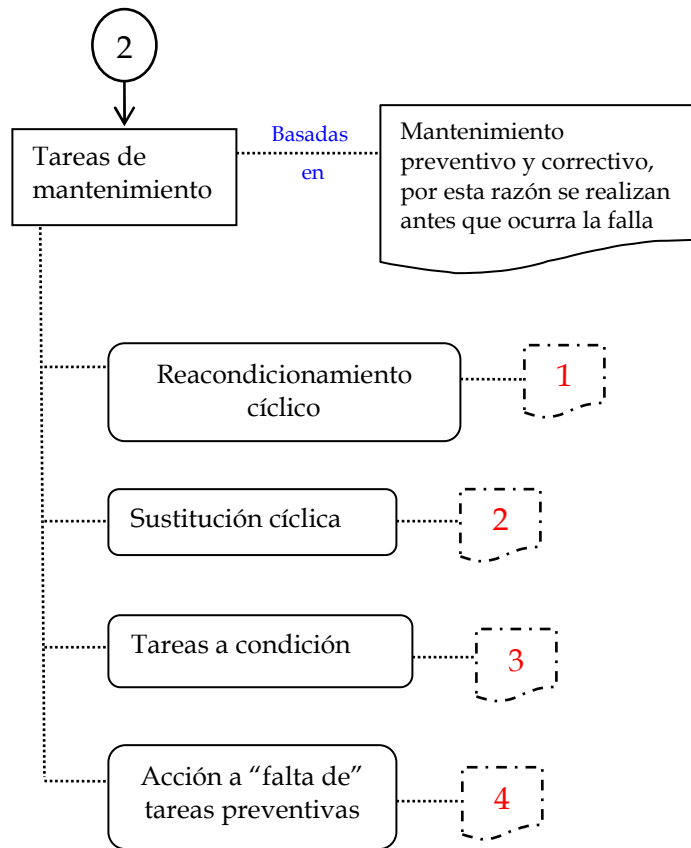 2
Tareas de
mantenimiento
Basadas
en
Mantenimiento
preventivo y correctivo,
por esta razón se realizan
antes que ocurra la falla
Reacondicionamiento
cíclico
1
Sustitución cíclica
2
Tareas a condición
3
Acción a “falta de”
tareas preventivas
4